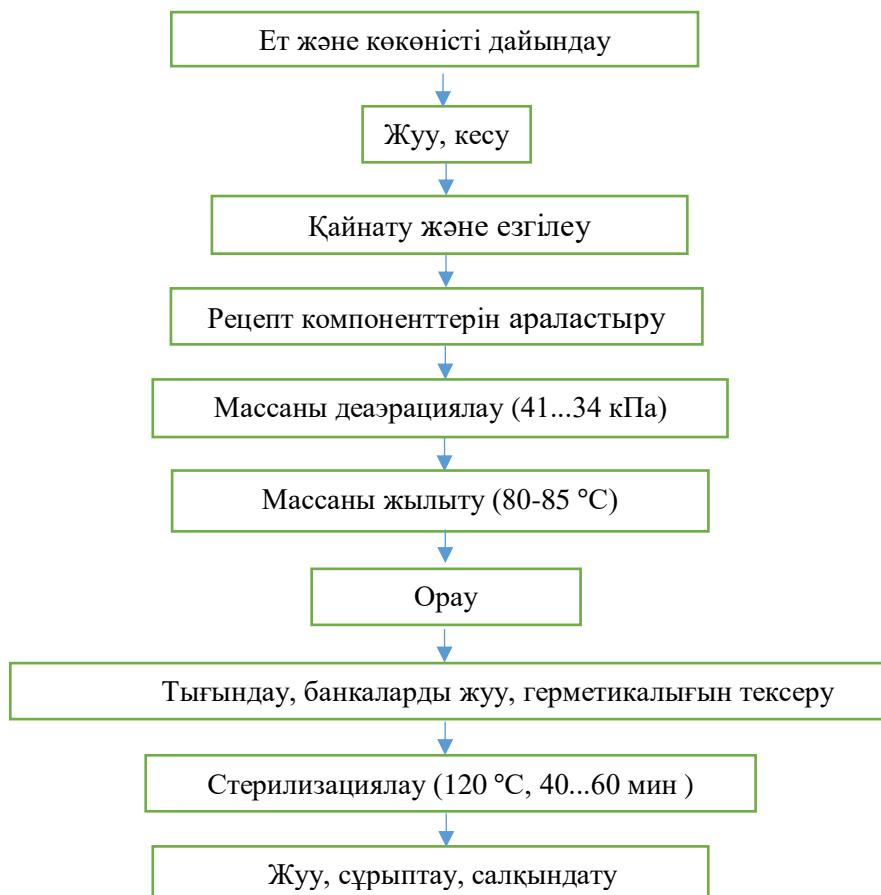 Ет және көкөністі дайындау
Жуу, кесу
Қайнату және езгілеу
Рецепт компоненттерін араластыру
Массаны деаэрациялау (41...34 кПа)
Массаны жылыту (80-85 °С)
Орау
Тығындау, банкаларды жуу, герметикалығын тексеру
Стерилизациялау (120 °С, 40...60 мин )
Жуу, сұрыптау, салқындату